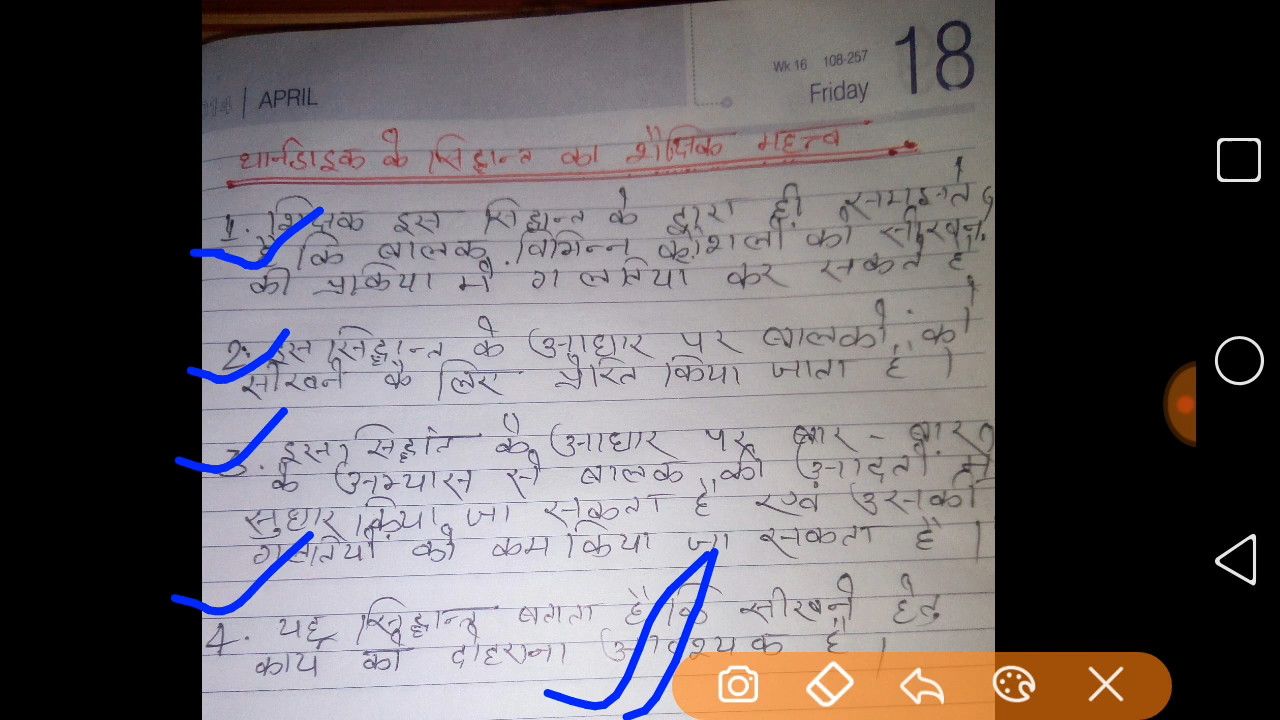 APRIL
Wk 16 108-257
Friday
18
थार्नडाइक के सिद्धान्त का शैक्षिक महत्त्व
1. शिक्षक इस सिद्धान्त के द्वारा ही समझते
है कि बालक विभिन्न कौशलों को सीखने
की प्रक्रिया में गलतियां कर सकते है
2. इस सिद्धान्त के आधार पर बालकों को
सीखने के लिए प्रेरित किया जाता है।
3. इस सिद्धांत के आधार पर बार-बार
के अभ्यास से बालक की आदतों में
सुधार किया जा सकता है एवं उसकी
गलतियों को कम किया जा सकता है।
4. यह सिद्धान्त बताता है कि सीखने हेतु
कार्य को दोहराना आवश्यक है।